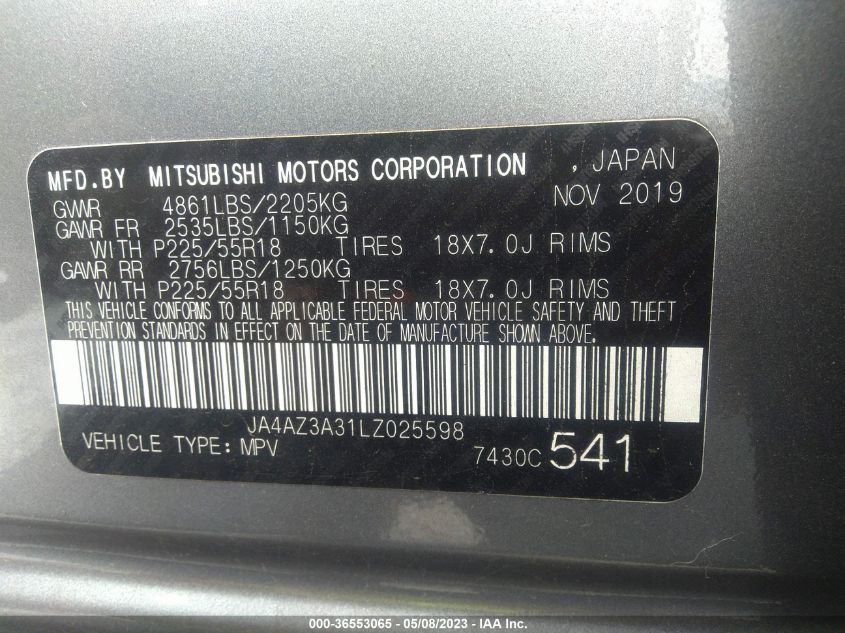 MFD.BY MITSUBISHI MOTORS CORPORATION , JAPAN
GVWR 4861LBS/2205KG NOV 2019
GAWR FR 2535LBS/1150KG
WITH P225/55R18 TIRES 18X7.0J RIMS
GAWR RR 2756LBS/1250KG
WITH P225/55R18 TIRES 18X7.0J RIMS
THIS VEHICLE CONFORMS TO ALL APPLICABLE FEDERAL MOTOR VEHICLE SAFETY AND THEFT
PREVENTION STANDARDS IN EFFECT ON THE DATE OF MANUFACTURE SHOWN ABOVE.
JA4AZ3A31LZ025598
VEHICLE TYPE: MPV 7430C 541
000-36553065 - 05/08/2023 - IAA Inc.